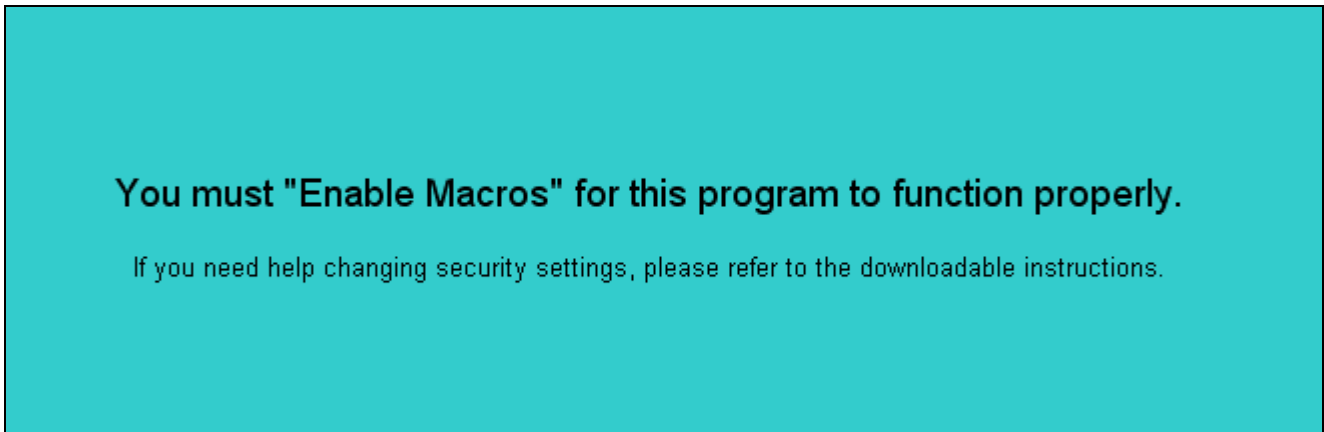 You must "Enable Macros" for this program to function properly.
If you need help changing security settings, please refer to the downloadable instructions.